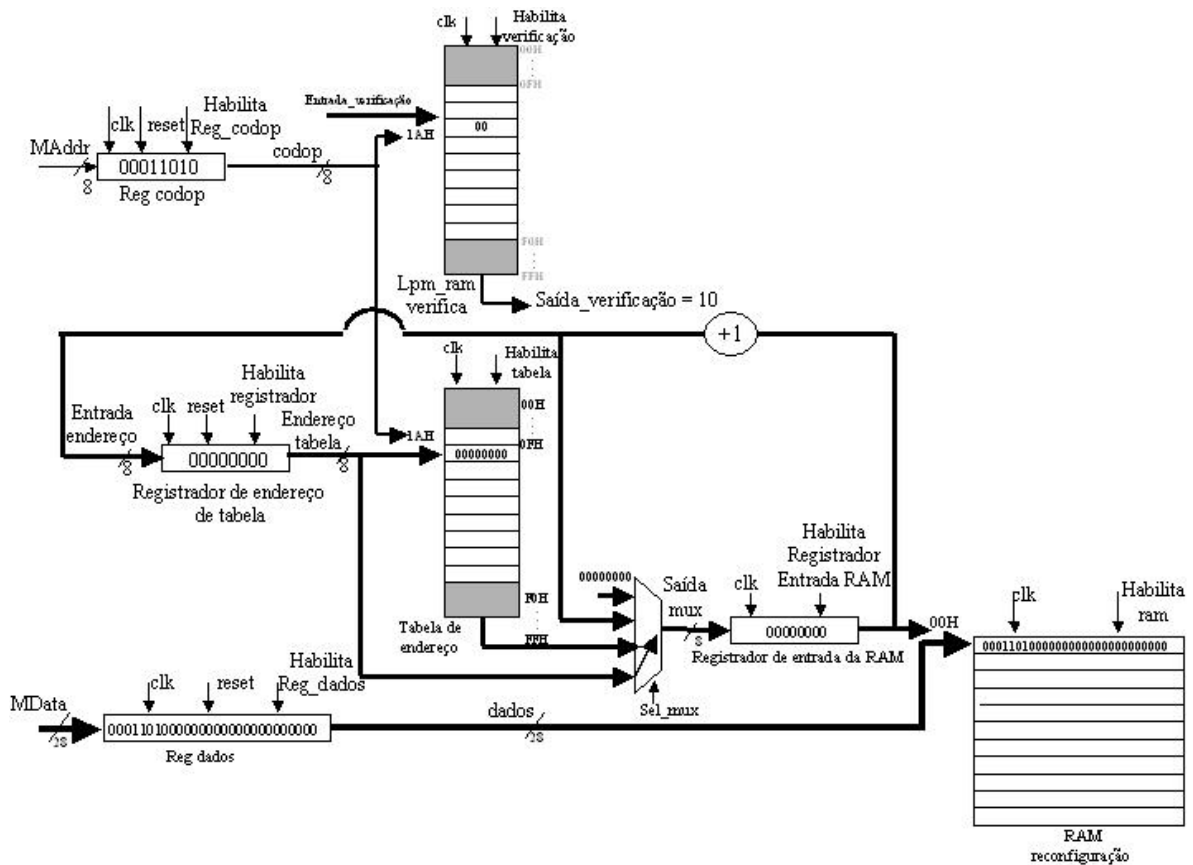 clk
Habilita
verificação
00H
0FH
Entrada_verificação
1AH
00
Habilita
Reg_codop
clk
reset
MAddr
8
00011010
codop
8
Reg codop
F0H
FFH
Lpm_ram
verifica
Saída_verificação = 10
+1
clk
Habilita
tabela
00H
0FH
Habilita
registrador
clk
reset
Entrada
endereço
8
00000000
Endereço
tabela
8
1AH
00000000
Registrador de endereço
de tabela
F0H
FFH
Tabela de
endereço
00000000
Saída
mux
8
Sel_mux
Habilita
Registrador
Entrada RAM
clk
00000000
Registrador de entrada da RAM
00H
clk
Habilita
ram
Habilita
Reg_dados
clk
reset
MData
28
Reg dados
dados
28
RAM
reconfiguração